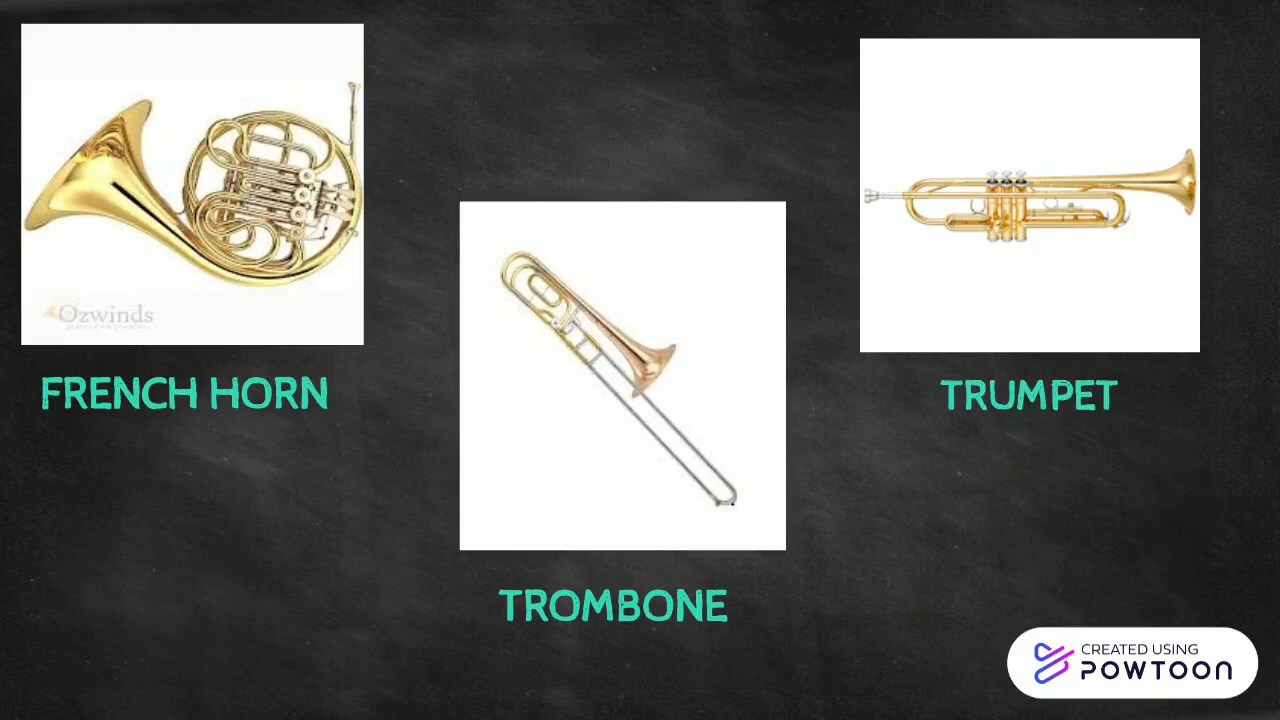 Ozwinds
FRENCH HORN
TRUMPET
TROMBONE
CREATED USING
POWTOON